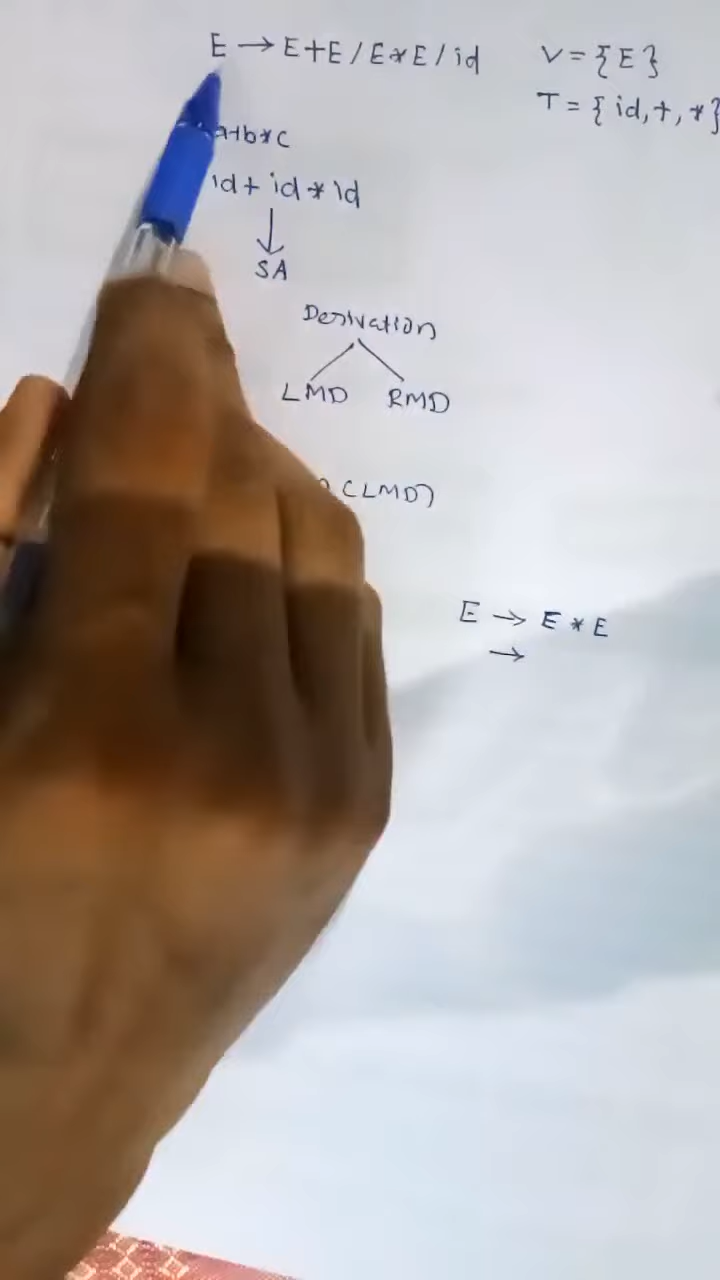 E → E+E / E*E / id
V = {E}
T = {id, +, *}
a+b*c
id + id * id
↓
SA
Derivation
LMD RMD
(LMD)
E → E * E
→